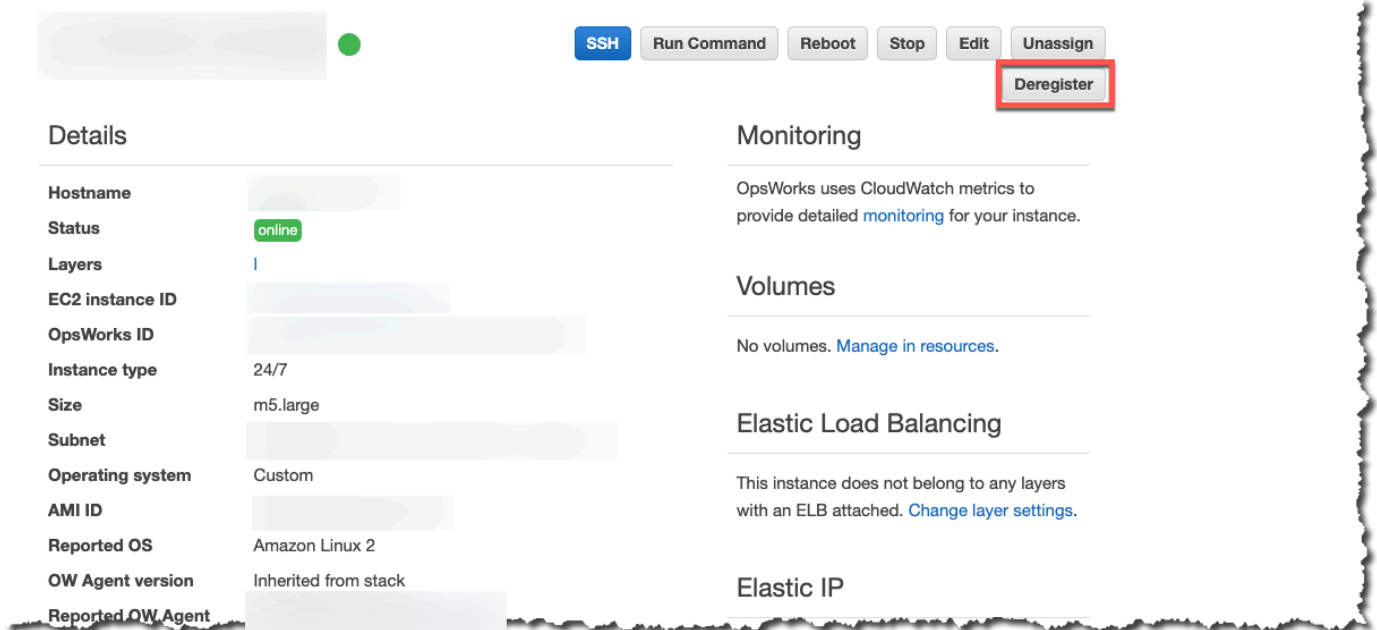 SSH Run Command Reboot Stop Edit Unassign
Deregister
Details
Hostname
Status online
Layers l
EC2 instance ID
OpsWorks ID
Instance type 24/7
Size m5.large
Subnet
Operating system Custom
AMI ID
Reported OS Amazon Linux 2
OW Agent version Inherited from stack
Reported OW Agent
Monitoring
OpsWorks uses CloudWatch metrics to
provide detailed monitoring for your instance.
Volumes
No volumes. Manage in resources.
Elastic Load Balancing
This instance does not belong to any layers
with an ELB attached. Change layer settings.
Elastic IP